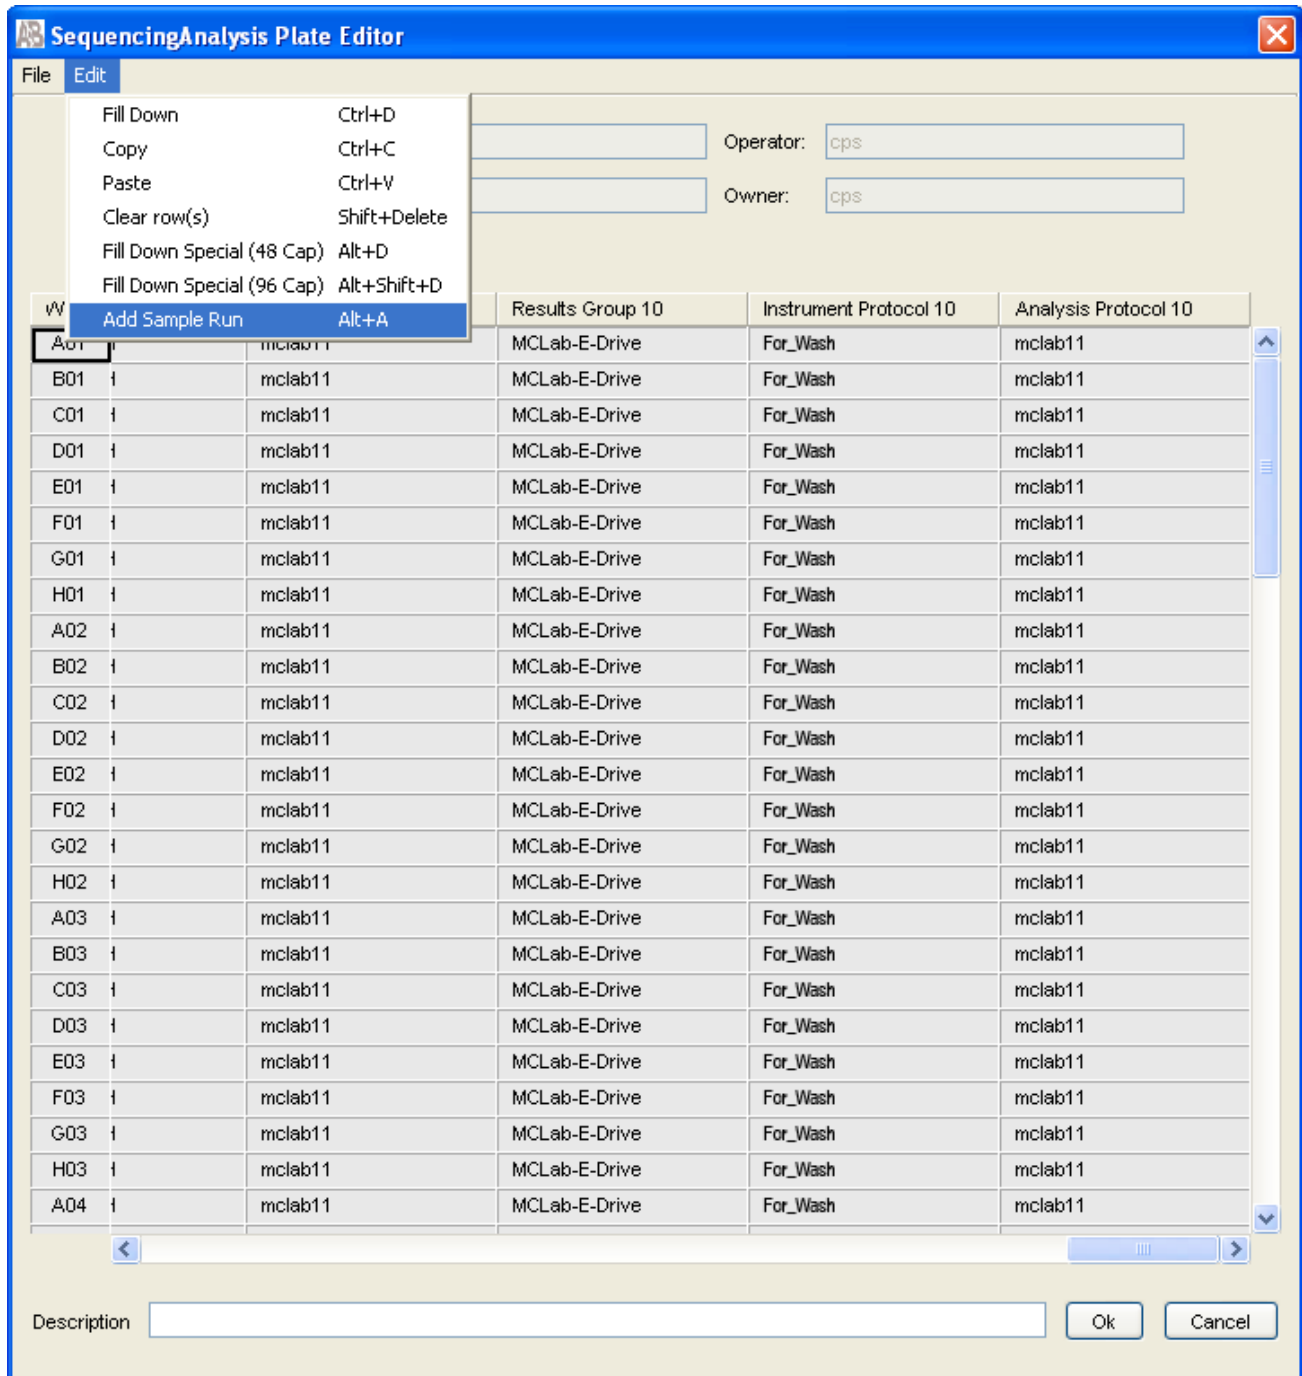 SequencingAnalysis Plate Editor
File Edit
Fill Down Ctrl+D
Copy Ctrl+C
Paste Ctrl+V
Clear row(s) Shift+Delete
Fill Down Special (48 Cap) Alt+D
Fill Down Special (96 Cap) Alt+Shift+D
Add Sample Run Alt+A
Operator: cps
Owner: cps
Results Group 10 Instrument Protocol 10 Analysis Protocol 10
A01 mclab11 MCLab-E-Drive For_Wash mclab11
B01 mclab11 MCLab-E-Drive For_Wash mclab11
C01 mclab11 MCLab-E-Drive For_Wash mclab11
D01 mclab11 MCLab-E-Drive For_Wash mclab11
E01 mclab11 MCLab-E-Drive For_Wash mclab11
F01 mclab11 MCLab-E-Drive For_Wash mclab11
G01 mclab11 MCLab-E-Drive For_Wash mclab11
H01 mclab11 MCLab-E-Drive For_Wash mclab11
A02 mclab11 MCLab-E-Drive For_Wash mclab11
B02 mclab11 MCLab-E-Drive For_Wash mclab11
C02 mclab11 MCLab-E-Drive For_Wash mclab11
D02 mclab11 MCLab-E-Drive For_Wash mclab11
E02 mclab11 MCLab-E-Drive For_Wash mclab11
F02 mclab11 MCLab-E-Drive For_Wash mclab11
G02 mclab11 MCLab-E-Drive For_Wash mclab11
H02 mclab11 MCLab-E-Drive For_Wash mclab11
A03 mclab11 MCLab-E-Drive For_Wash mclab11
B03 mclab11 MCLab-E-Drive For_Wash mclab11
C03 mclab11 MCLab-E-Drive For_Wash mclab11
D03 mclab11 MCLab-E-Drive For_Wash mclab11
E03 mclab11 MCLab-E-Drive For_Wash mclab11
F03 mclab11 MCLab-E-Drive For_Wash mclab11
G03 mclab11 MCLab-E-Drive For_Wash mclab11
H03 mclab11 MCLab-E-Drive For_Wash mclab11
A04 mclab11 MCLab-E-Drive For_Wash mclab11
Description Ok Cancel